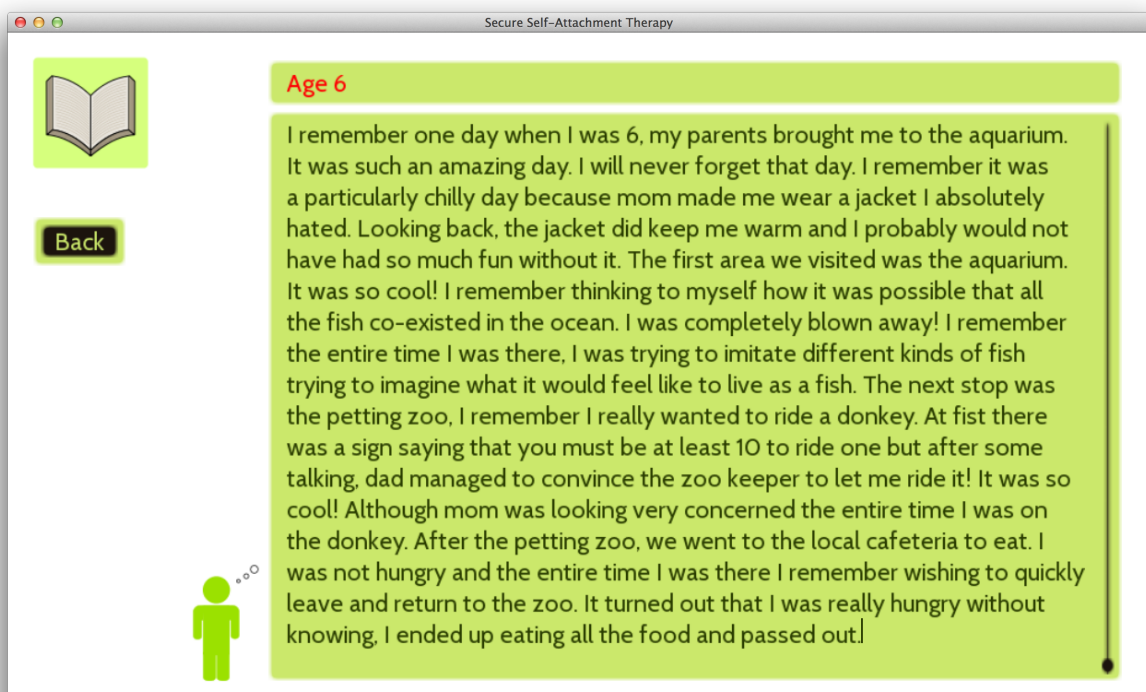 Secure Self-Attachment Therapy
Age 6
I remember one day when I was 6, my parents brought me to the aquarium.
It was such an amazing day. I will never forget that day. I remember it was
a particularly chilly day because mom made me wear a jacket I absolutely
hated. Looking back, the jacket did keep me warm and I probably would not
have had so much fun without it. The first area we visited was the aquarium.
It was so cool! I remember thinking to myself how it was possible that all
the fish co-existed in the ocean. I was completely blown away! I remember
the entire time I was there, I was trying to imitate different kinds of fish
trying to imagine what it would feel like to live as a fish. The next stop was
the petting zoo, I remember I really wanted to ride a donkey. At fist there
was a sign saying that you must be at least 10 to ride one but after some
talking, dad managed to convince the zoo keeper to let me ride it! It was so
cool! Although mom was looking very concerned the entire time I was on
the donkey. After the petting zoo, we went to the local cafeteria to eat. I
was not hungry and the entire time I was there I remember wishing to quickly
leave and return to the zoo. It turned out that I was really hungry without
knowing, I ended up eating all the food and passed out.
Back